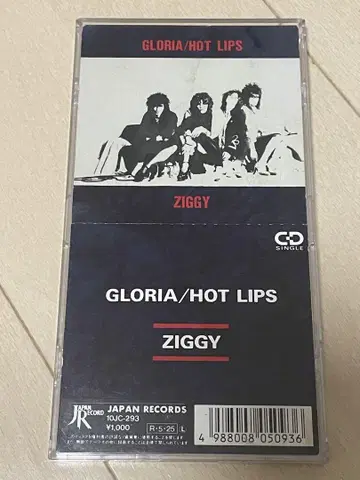 GLORIA/HOT LIPS
ZIGGY
CD
SINGLE
GLORIA/HOT LIPS
ZIGGY
JAPAN RECORD
JAPAN RECORDS
10JC-293
¥1,000
R・5・25 L
4 988008 050936